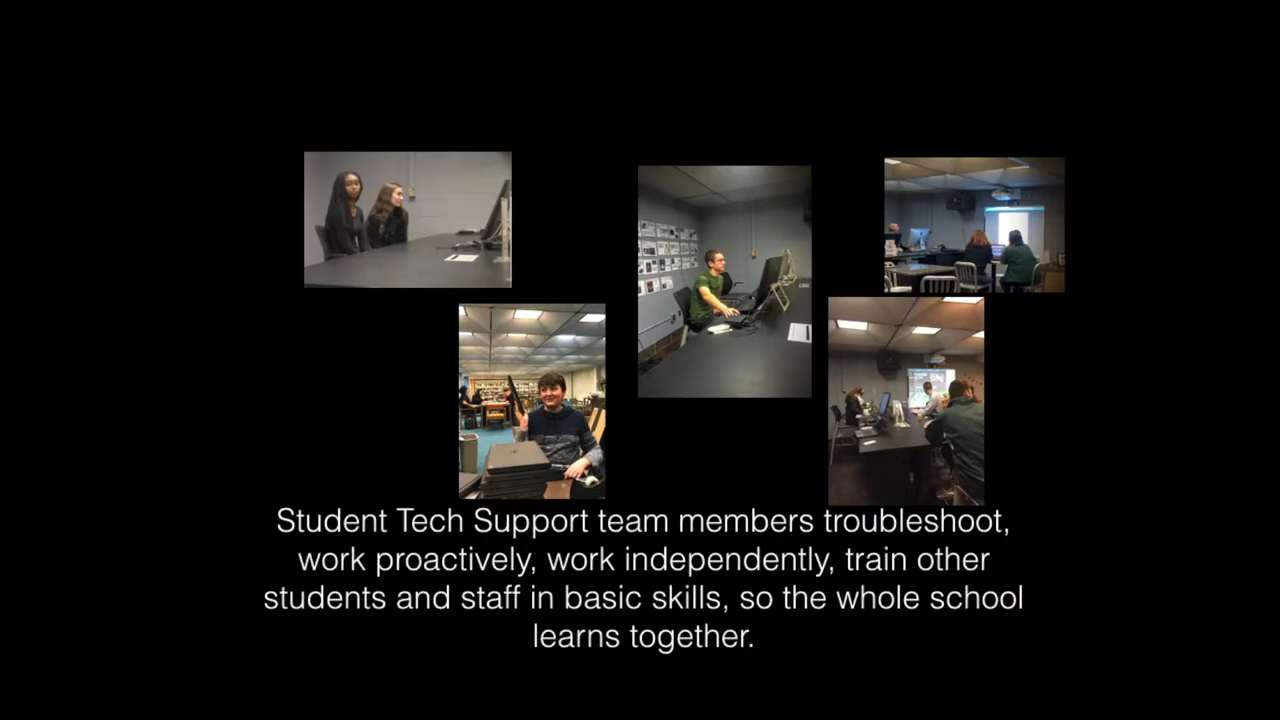 Student Tech Support team members troubleshoot,
work proactively, work independently, train other
students and staff in basic skills, so the whole school
learns together.